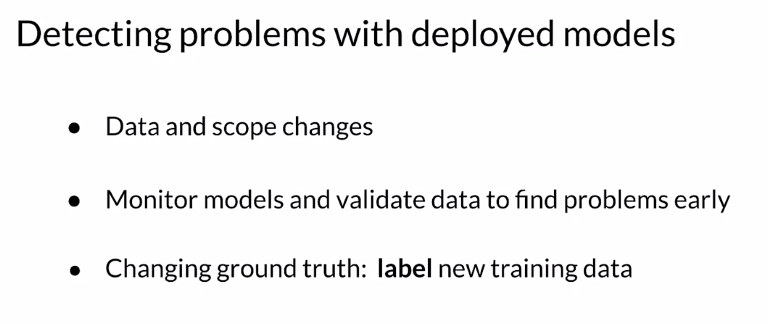 Detecting problems with deployed models
● Data and scope changes
● Monitor models and validate data to find problems early
● Changing ground truth: label new training data